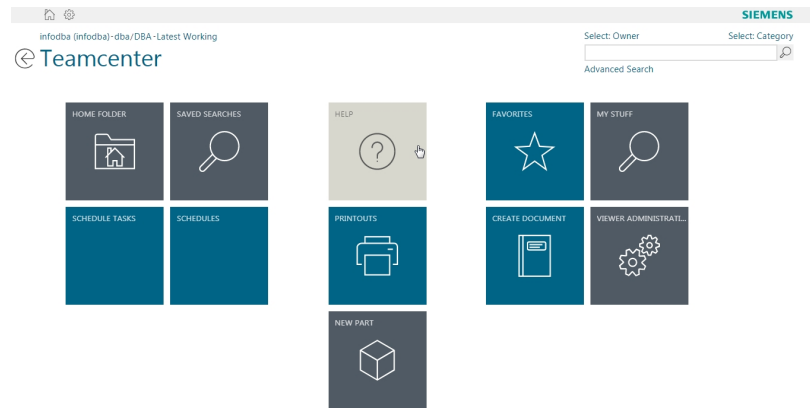 SIEMENS
infodba (infodba)-dba/DBA-Latest Working
Select: Owner
Select: Category
Teamcenter
Advanced Search
HOME FOLDER
SAVED SEARCHES
HELP
FAVORITES
MY STUFF
SCHEDULE TASKS
SCHEDULES
PRINTOUTS
CREATE DOCUMENT
VIEWER ADMINISTRATI...
NEW PART